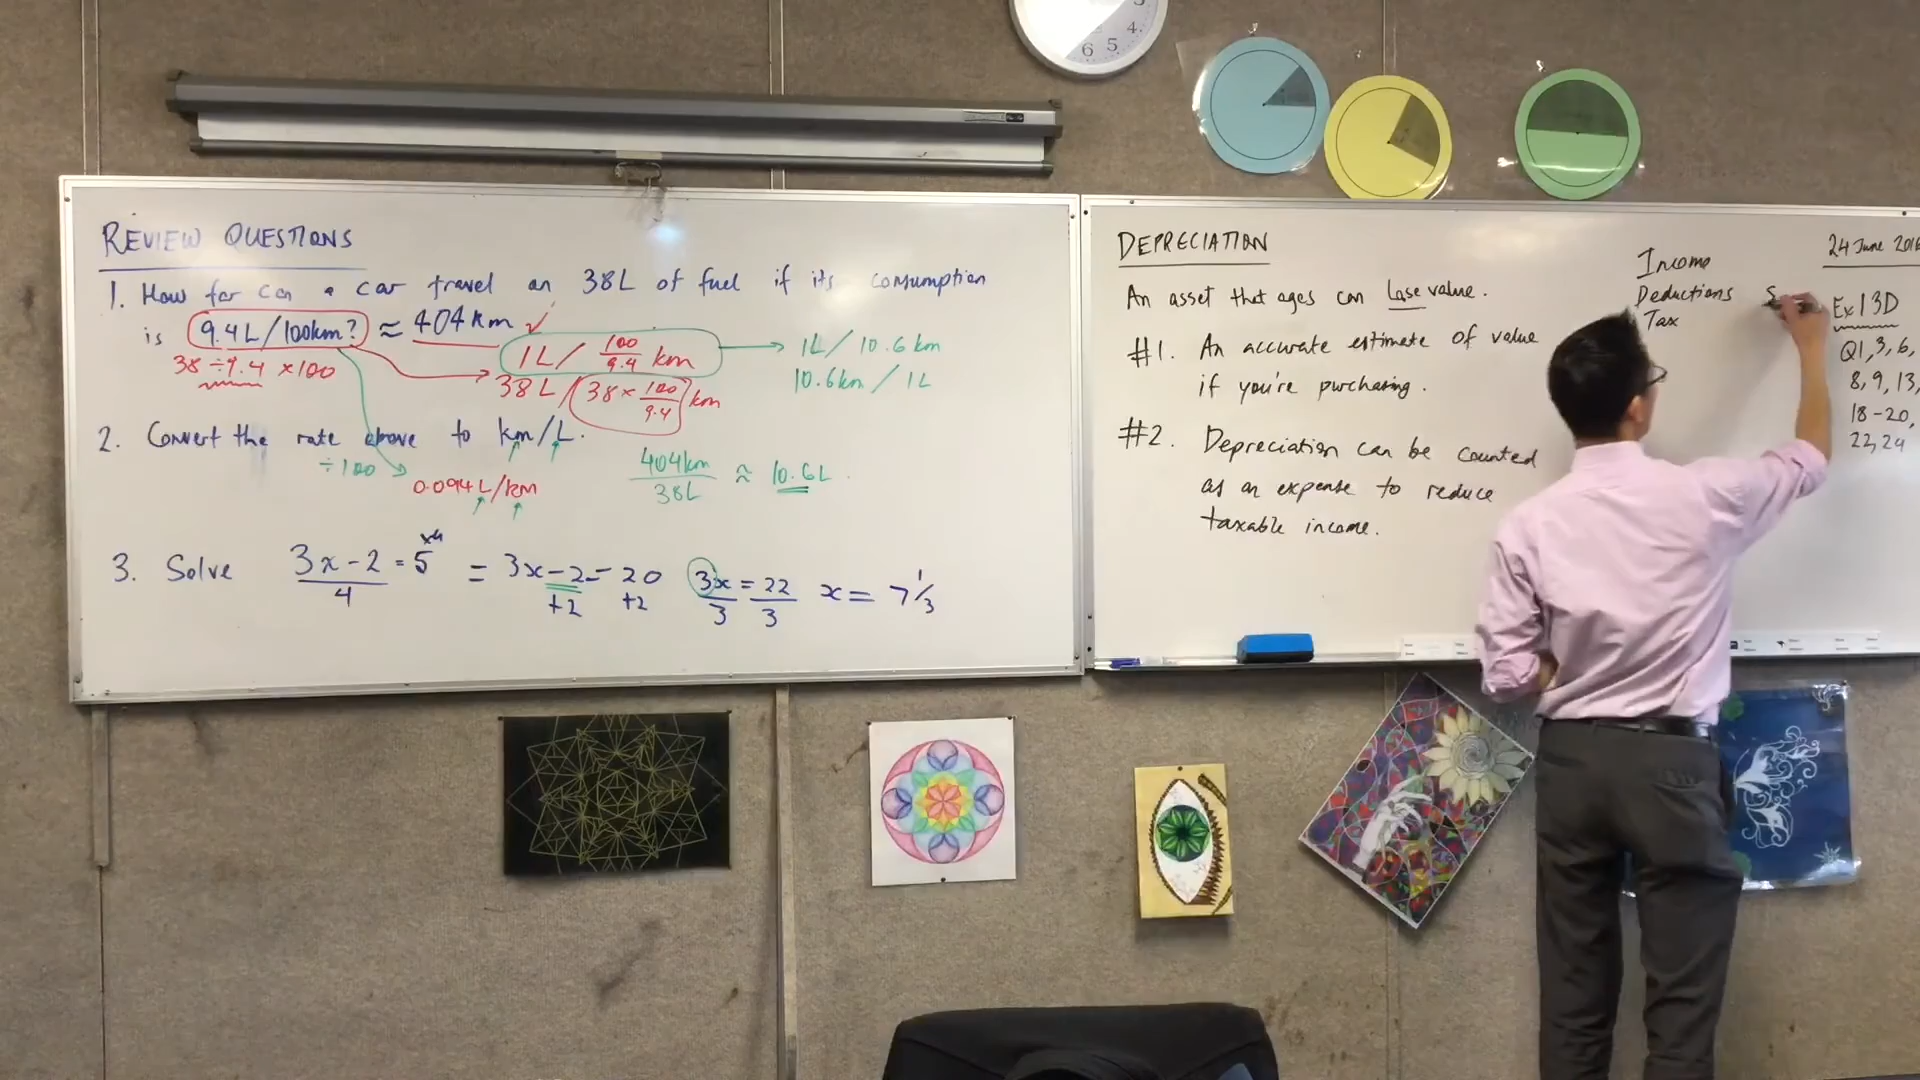 REVIEW QUESTIONS
1. How far can a car travel on 38L of fuel if its consumption
is 9.4L/100km? ≈ 404km ✓
38 ÷ 9.4 × 100
1L / 100/9.4 km
38L / (38 × 100/9.4) km
1L / 10.6 km
10.6km / 1L
2. Convert the rate above to km/L.
÷100
0.094L/km
404km/38L ≈ 10.6L
3. Solve (3x-2)/4 = 5 ×4 = 3x-2 = 20 3x/3 = 22/3 x = 7 1/3
+2 +2
DEPRECIATION
An asset that ages can lose value.
#1. An accurate estimate of value
if you're purchasing.
#2. Depreciation can be counted
as an expense to reduce
taxable income.
Income
Deductions
Tax
24 June 2016
Ex 13D
Q1, 3, 6,
8, 9, 13,
18-20,
22, 24
3
4
5
6